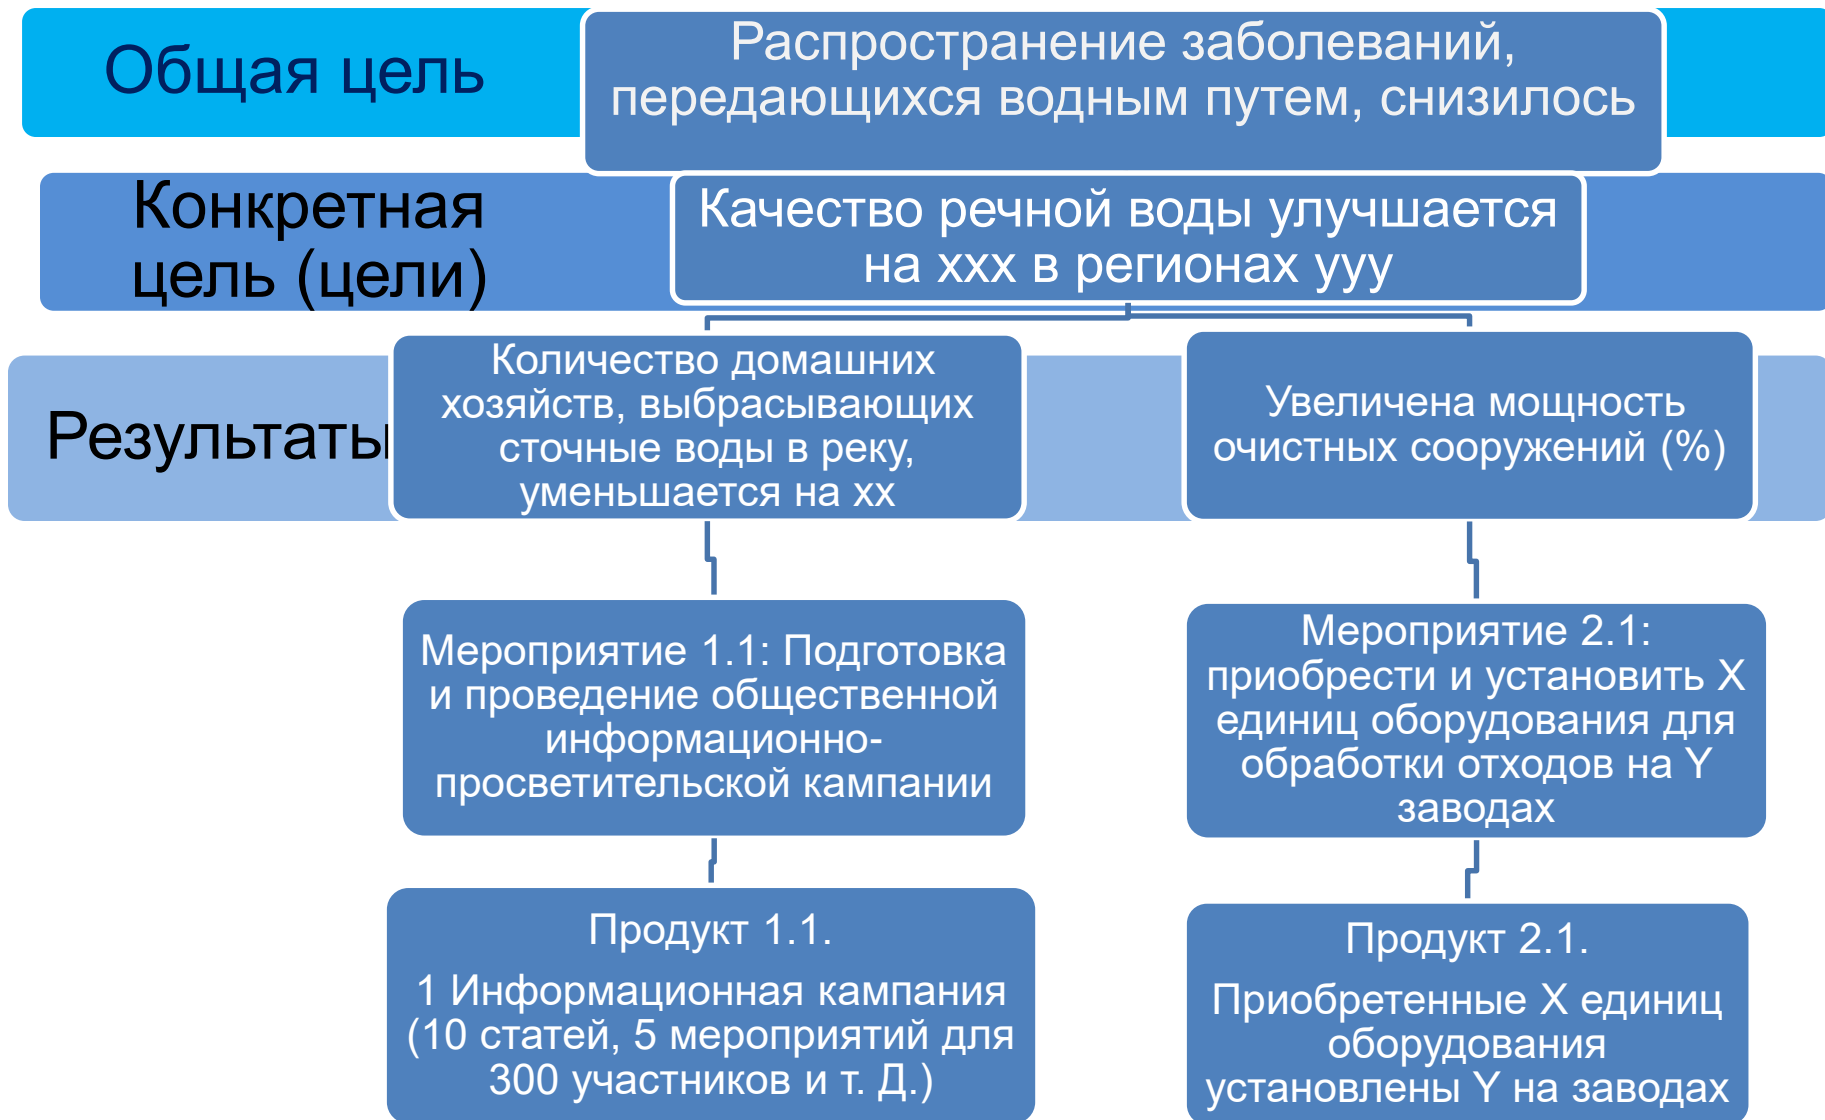 Общая цель
Распространение заболеваний,
передающихся водным путем, снизилось
Конкретная
цель (цели)
Качество речной воды улучшается
на xxx в регионах yyy
Результаты
Количество домашних
хозяйств, выбрасывающих
сточные воды в реку,
уменьшается на xx
Увеличена мощность
очистных сооружений (%)
Мероприятие 1.1: Подготовка
и проведение общественной
информационно-
просветительской кампании
Мероприятие 2.1:
приобрести и установить X
единиц оборудования для
обработки отходов на Y
заводах
Продукт 1.1.
1 Информационная кампания
(10 статей, 5 мероприятий для
300 участников и т. Д.)
Продукт 2.1.
Приобретенные X единиц
оборудования
установлены Y на заводах